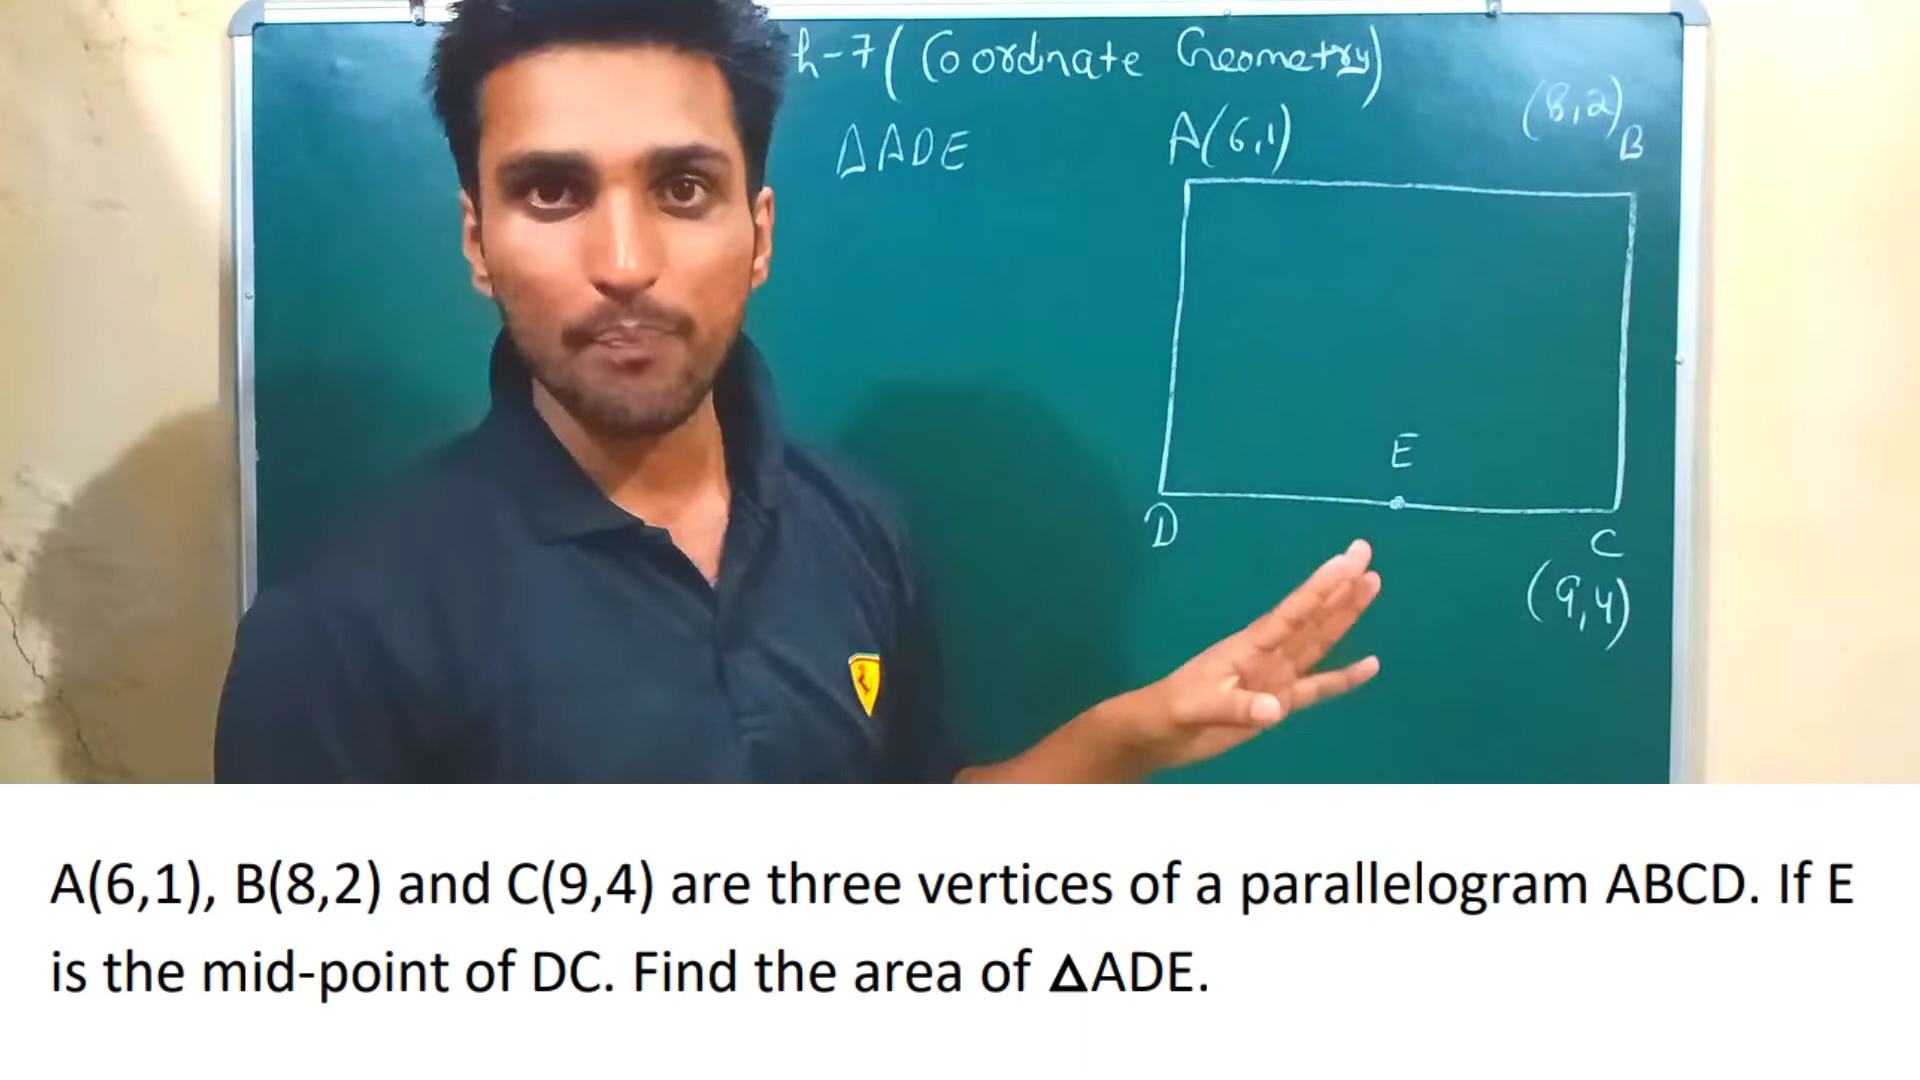 h-7 (Coordinate Geometry)
ΔADE
A(6,1)
(8,2)
B
E
D
C
(9,4)
A(6,1), B(8,2) and C(9,4) are three vertices of a parallelogram ABCD. If E
is the mid-point of DC. Find the area of ΔADE.